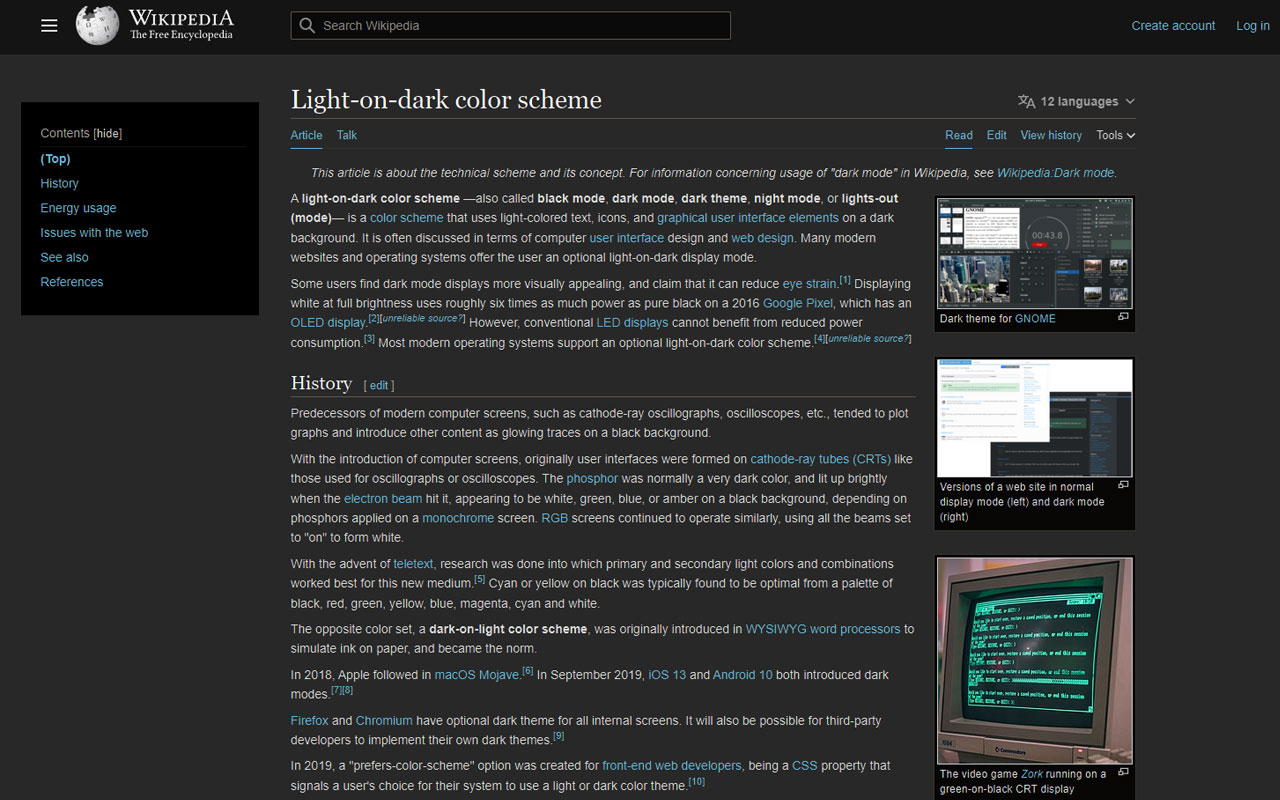 WIKIPEDIA
The Free Encyclopedia
Search Wikipedia
Create account
Log in
Contents [hide]
(Top)
History
Energy usage
Issues with the web
See also
References
Light-on-dark color scheme
12 languages
Article
Talk
Read
Edit
View history
Tools
This article is about the technical scheme and its concept. For information concerning usage of "dark mode" in Wikipedia, see Wikipedia:Dark mode.
A light-on-dark color scheme —also called black mode, dark mode, dark theme, night mode, or lights-out
(mode)— is a color scheme that uses light-colored text, icons, and graphical user interface elements on a dark
background. It is often discussed in terms of computer user interface design and web design. Many modern
websites and operating systems offer the user an optional light-on-dark display mode.
Some users find dark mode displays more visually appealing, and claim that it can reduce eye strain.[1] Displaying
white at full brightness uses roughly six times as much power as pure black on a 2016 Google Pixel, which has an
OLED display.[2][unreliable source?] However, conventional LED displays cannot benefit from reduced power
consumption.[3] Most modern operating systems support an optional light-on-dark color scheme.[4][unreliable source?]
History [ edit ]
Predecessors of modern computer screens, such as cathode-ray oscillographs, oscilloscopes, etc., tended to plot
graphs and introduce other content as glowing traces on a black background.
With the introduction of computer screens, originally user interfaces were formed on cathode-ray tubes (CRTs) like
those used for oscillographs or oscilloscopes. The phosphor was normally a very dark color, and lit up brightly
when the electron beam hit it, appearing to be white, green, blue, or amber on a black background, depending on
phosphors applied on a monochrome screen. RGB screens continued to operate similarly, using all the beams set
to "on" to form white.
With the advent of teletext, research was done into which primary and secondary light colors and combinations
worked best for this new medium.[5] Cyan or yellow on black was typically found to be optimal from a palette of
black, red, green, yellow, blue, magenta, cyan and white.
The opposite color set, a dark-on-light color scheme, was originally introduced in WYSIWYG word processors to
simulate ink on paper, and became the norm.
In 2018, Apple followed in macOS Mojave.[6] In September 2019, iOS 13 and Android 10 both introduced dark
modes.[7][8]
Firefox and Chromium have optional dark theme for all internal screens. It will also be possible for third-party
developers to implement their own dark themes.[9]
In 2019, a "prefers-color-scheme" option was created for front-end web developers, being a CSS property that
signals a user's choice for their system to use a light or dark color theme.[10]
GNOME
00:43.8
Dark theme for GNOME
Versions of a web site in normal
display mode (left) and dark mode
(right)
1084
Commodore
The video game Zork running on a
green-on-black CRT display